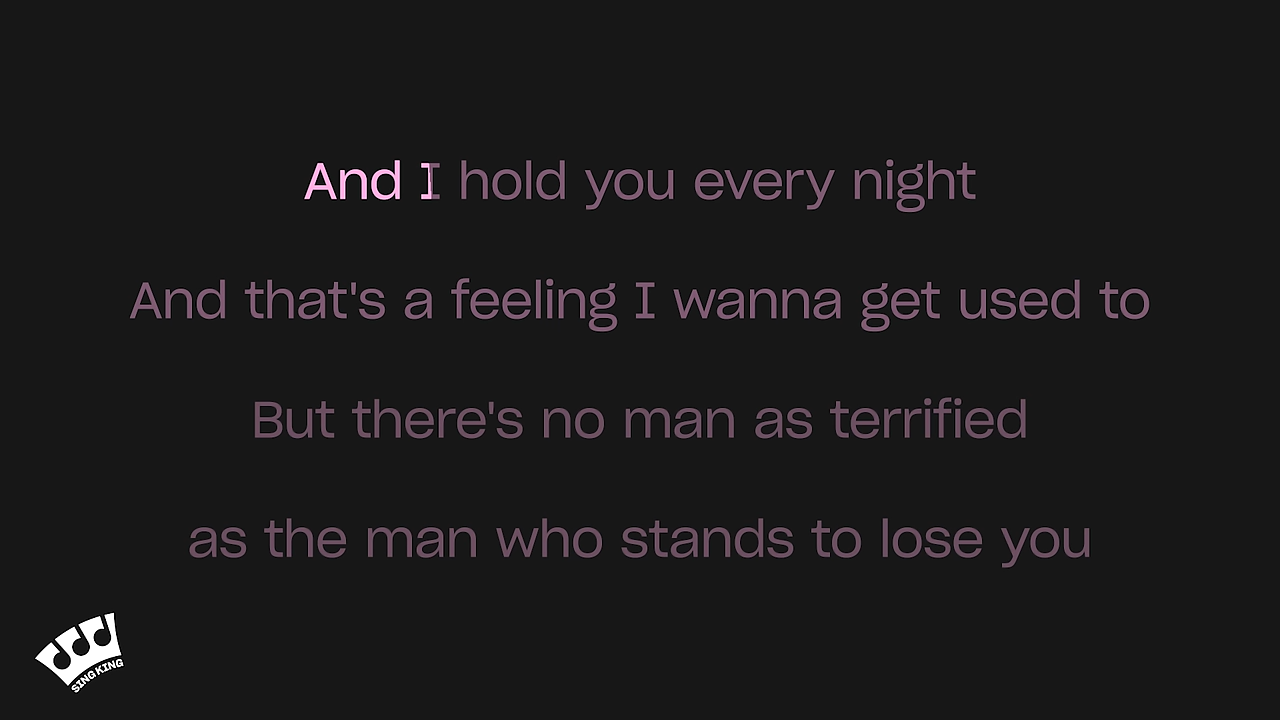 And I hold you every night
And that's a feeling I wanna get used to
But there's no man as terrified
as the man who stands to lose you
SING KING